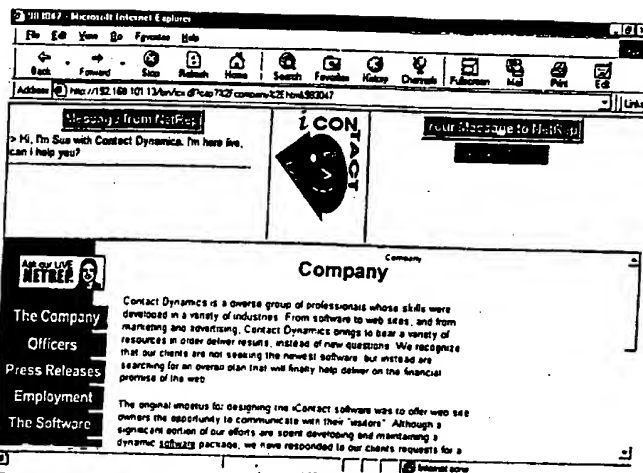 983047 - Microsoft Internet Explorer
File Edit View Go Favorites Help
Back Forward Stop Refresh Home Search Favorites History Channels Fullscreen Mail Print Edit
Address Links
Message from NetRep
> Hi, I'm Sue with Contact Dynamics. I'm here live,
can I help you?
i CONTACT
Your Message to NetRep
Ask our LIVE
NETREP
The Company
Officers
Press Releases
Employment
The Software
Company
Company
Contact Dynamics is a diverse group of professionals whose skills were
developed in a variety of industries. From software to web sites, and from
marketing and advertising, Contact Dynamics brings to bear a variety of
resources in order deliver results, instead of new questions. We recognize
that our clients are not seeking the newest software, but instead are
searching for an overall plan that will finally help deliver on the financial
promise of the web
The original impetus for designing the iContact software was to offer web site
owners the opportunity to communicate with their "visitors". Although a
significant portion of our efforts are spent developing and maintaining a
dynamic software package, we have responded to our clients requests for a
Internet zone